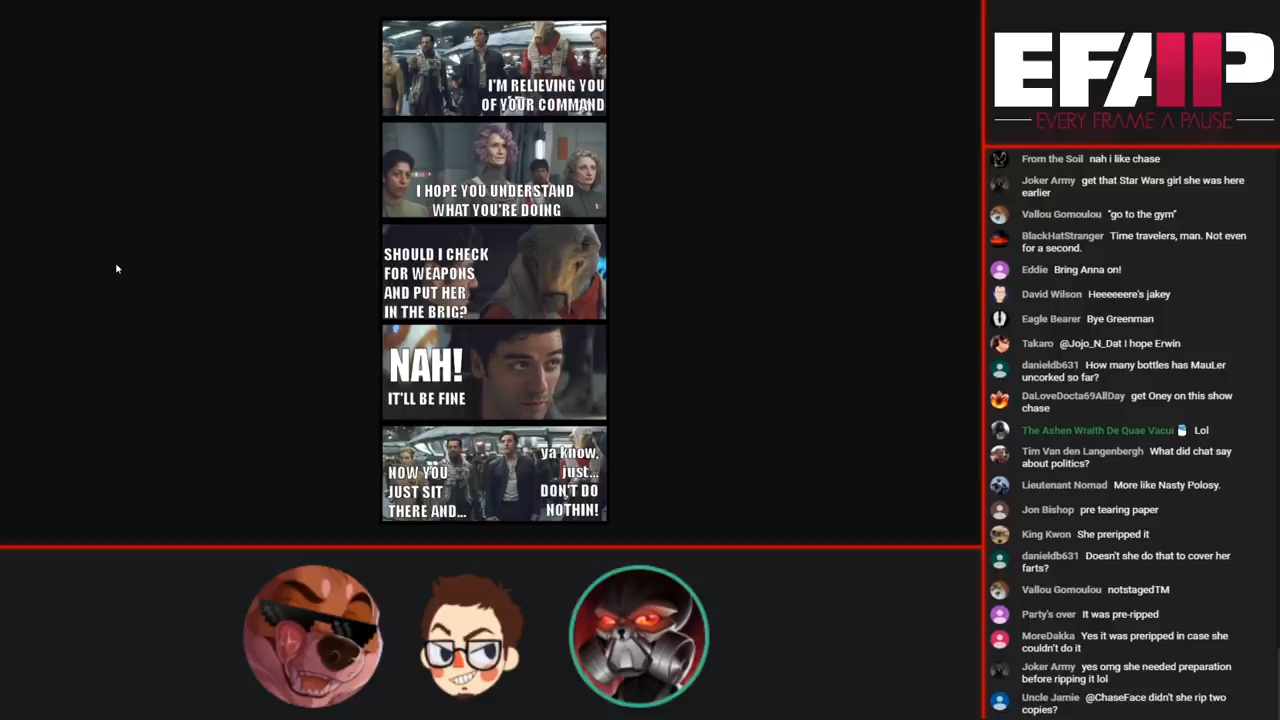 I'M RELIEVING YOU
OF YOUR COMMAND
I HOPE YOU UNDERSTAND
WHAT YOU'RE DOING
SHOULD I CHECK
FOR WEAPONS
AND PUT HER
IN THE BRIG?
NAH!
IT'LL BE FINE
NOW YOU
JUST SIT
THERE AND...
ya know,
just...
DON'T DO
NOTHIN!
EFAP
EVERY FRAME A PAUSE
From the Soil nah i like chase
Joker Army get that Star Wars girl she was here
earlier
Vallou Gomoulou "go to the gym"
BlackHatStranger Time travelers, man. Not even
for a second.
Eddie Bring Anna on!
David Wilson Heeeeeere's jakey
Eagle Bearer Bye Greenman
Takaro @Jojo_N_Dat I hope Erwin
danieldb631 How many bottles has MauLer
uncorked so far?
DaLoveDocta69AllDay get Oney on this show
chase
The Ashen Wraith De Quae Vacui Lol
Tim Van den Langenbergh What did chat say
about politics?
Lieutenant Nomad More like Nasty Polosy.
Jon Bishop pre tearing paper
King Kwon She preripped it
danieldb631 Doesn't she do that to cover her
farts?
Vallou Gomoulou notstagedTM
Party's over It was pre-ripped
MoreDakka Yes it was preripped in case she
couldn't do it
Joker Army yes omg she needed preparation
before ripping it lol
Uncle Jamie @ChaseFace didn't she rip two
copies?